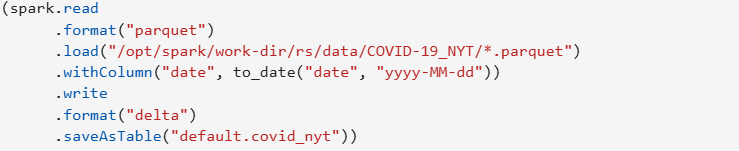 (spark.read
.format("parquet")
.load("/opt/spark/work-dir/rs/data/COVID-19_NYT/*.parquet")
.withColumn("date", to_date("date", "yyyy-MM-dd"))
.write
.format("delta")
.saveAsTable("default.covid_nyt"))